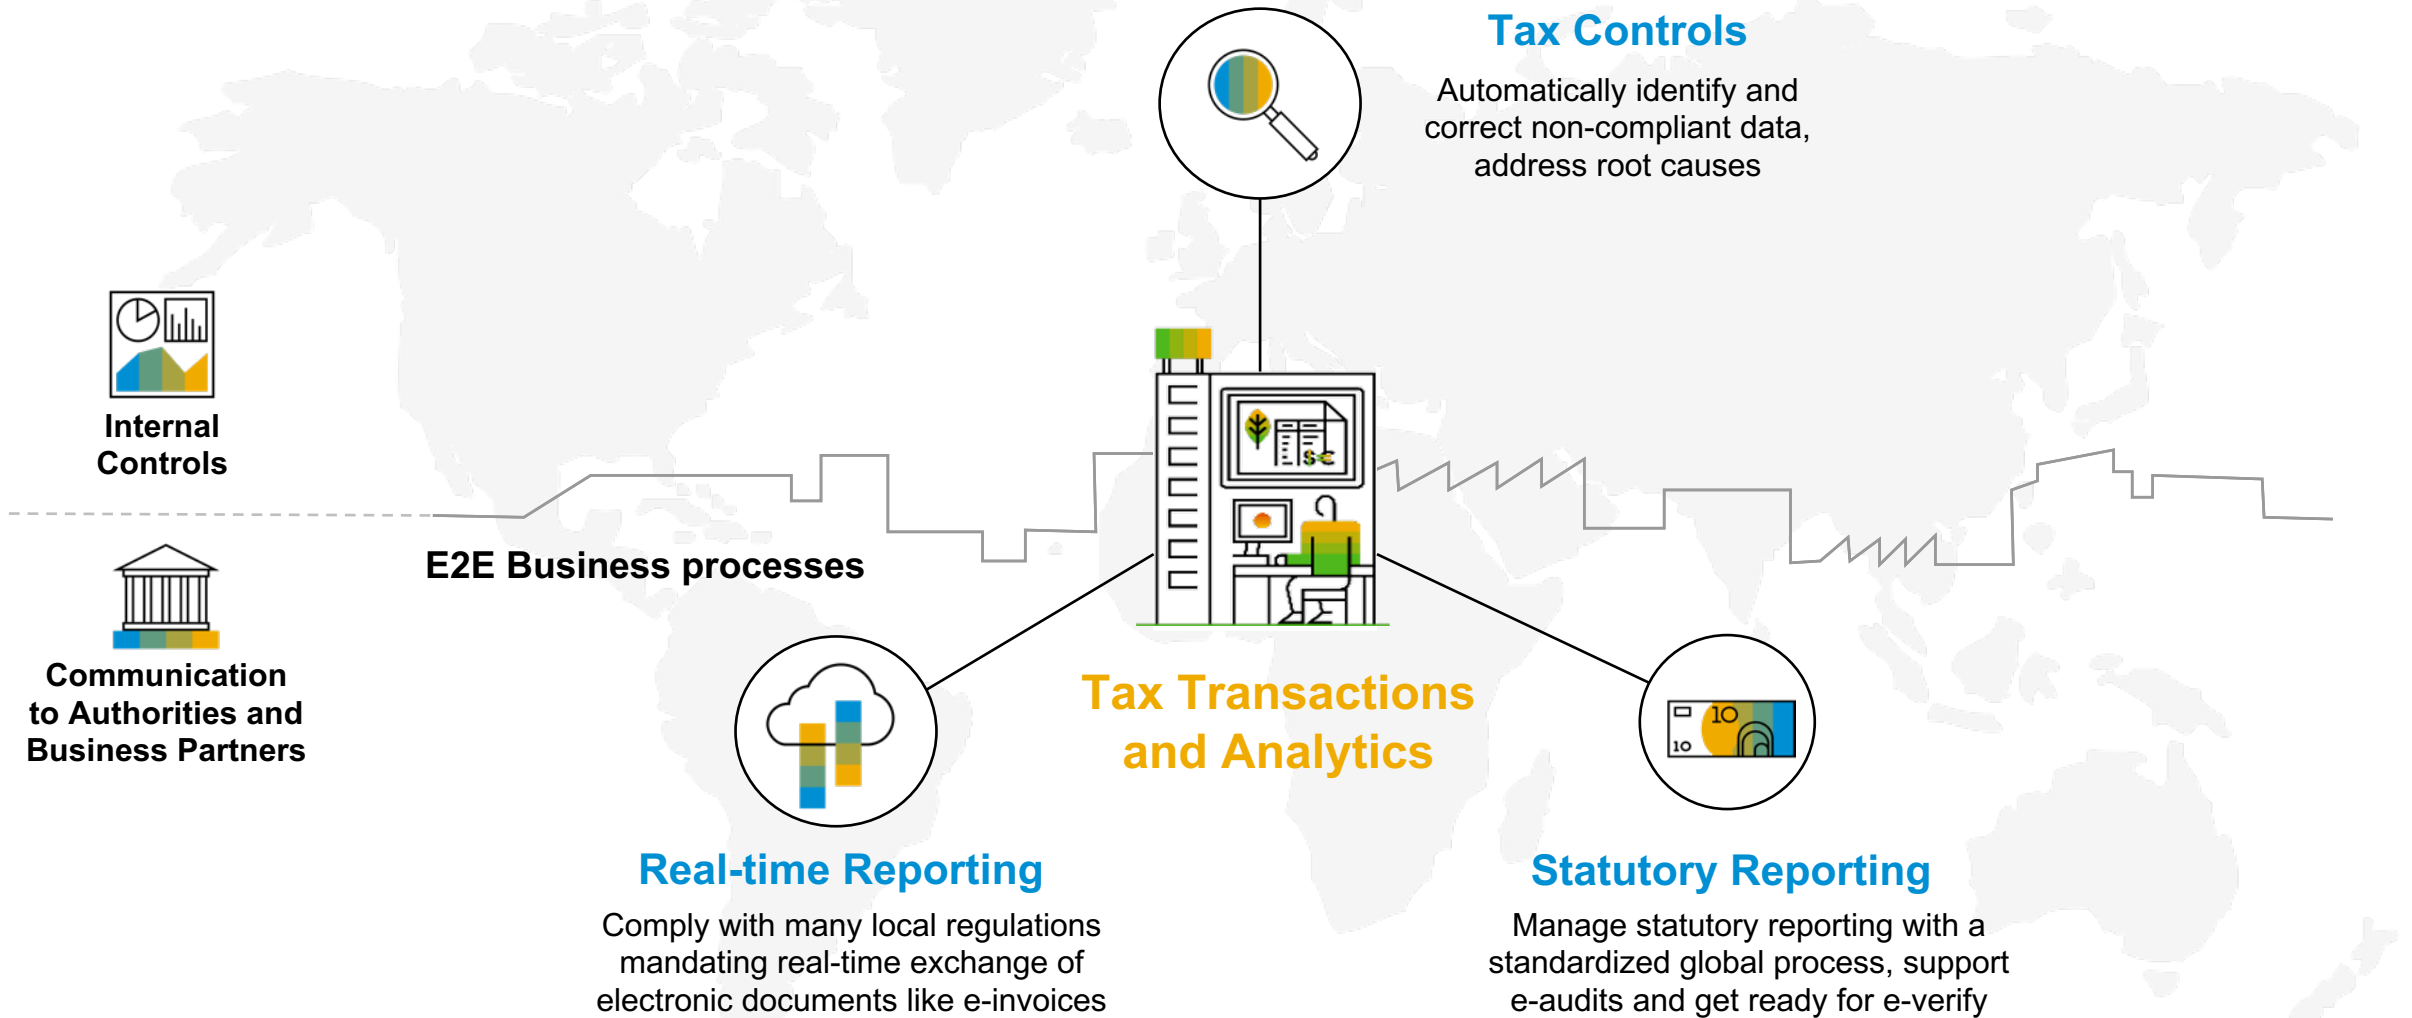 Tax Controls
Automatically identify and
correct non-compliant data,
address root causes
Internal
Controls
$€
E2E Business processes
Communication
to Authorities and
Business Partners
Tax Transactions
and Analytics
10
10
Real-time Reporting
Comply with many local regulations
mandating real-time exchange of
electronic documents like e-invoices
Statutory Reporting
Manage statutory reporting with a
standardized global process, support
e-audits and get ready for e-verify